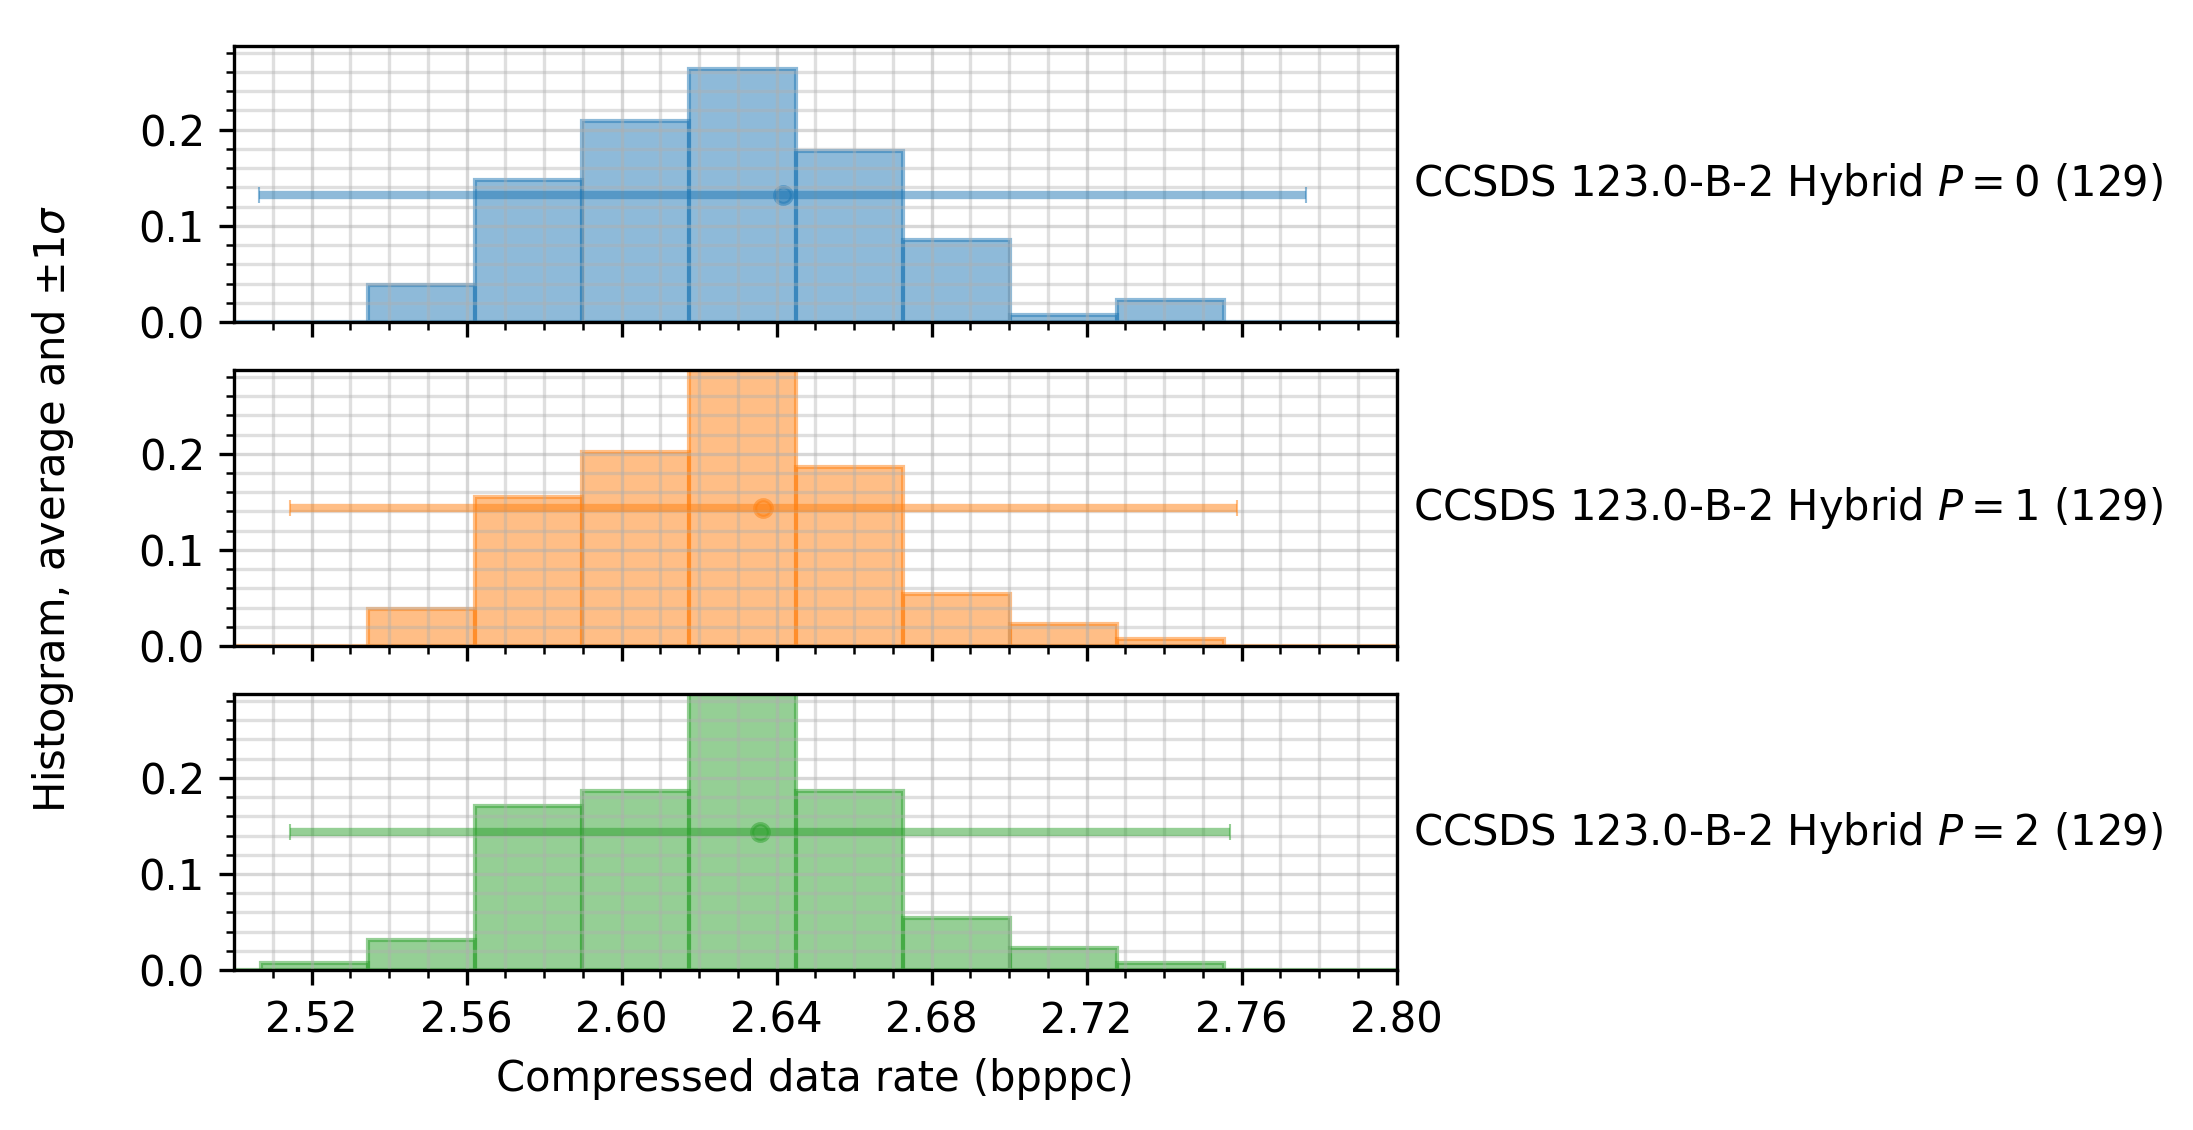 Histogram, average and ±1σ
0.2
0.1
0.0
CCSDS 123.0-B-2 Hybrid P = 0 (129)
0.2
0.1
0.0
CCSDS 123.0-B-2 Hybrid P = 1 (129)
0.2
0.1
0.0
CCSDS 123.0-B-2 Hybrid P = 2 (129)
2.52 2.56 2.60 2.64 2.68 2.72 2.76 2.80
Compressed data rate (bpppc)